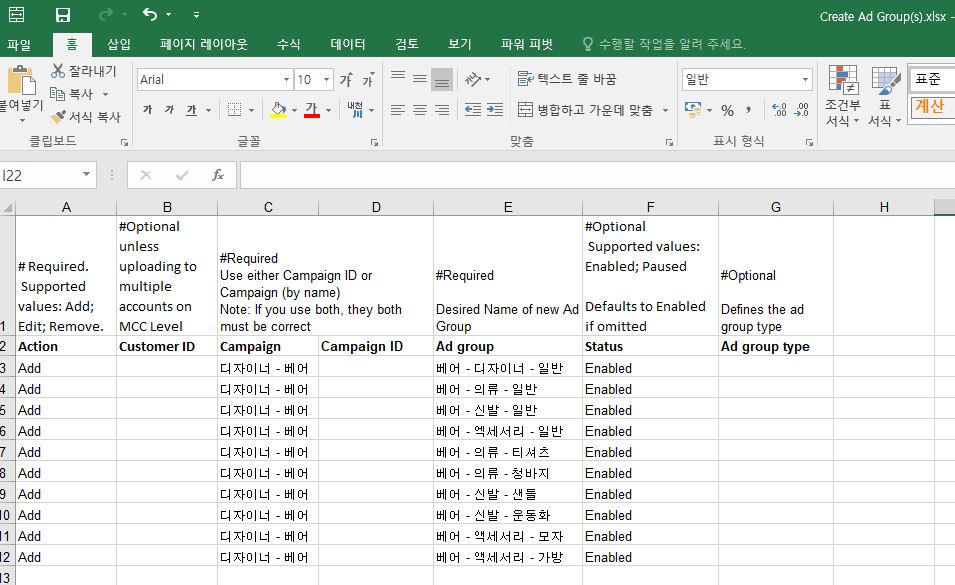 Create Ad Group(s).xlsx -
파일 홈 삽입 페이지 레이아웃 수식 데이터 검토 보기 파워 피벗 수행할 작업을 알려 주세요.
붙여넣기
잘라내기
복사
서식 복사
클립보드
Arial 10 가 가
가 가 가 가 내천
글꼴
텍스트 줄 바꿈
병합하고 가운데 맞춤
맞춤
일반
% , .0 .00
표시 형식
조건부 서식
표 서식
표준
계산
I22 fx
A B C D E F G H
1
# Required.
Supported
values: Add;
Edit; Remove.
#Optional
unless
uploading to
multiple
accounts on
MCC Level
#Required
Use either Campaign ID or
Campaign (by name)
Note: If you use both, they both
must be correct
#Required
Desired Name of new Ad
Group
#Optional
Supported values:
Enabled; Paused
Defaults to Enabled
if omitted
#Optional
Defines the ad
group type
2 Action Customer ID Campaign Campaign ID Ad group Status Ad group type
3 Add 디자이너 - 베어 베어 - 디자이너 - 일반 Enabled
4 Add 디자이너 - 베어 베어 - 의류 - 일반 Enabled
5 Add 디자이너 - 베어 베어 - 신발 - 일반 Enabled
6 Add 디자이너 - 베어 베어 - 엑세서리 - 일반 Enabled
7 Add 디자이너 - 베어 베어 - 의류 - 티셔츠 Enabled
8 Add 디자이너 - 베어 베어 - 의류 - 청바지 Enabled
9 Add 디자이너 - 베어 베어 - 신발 - 샌들 Enabled
10 Add 디자이너 - 베어 베어 - 신발 - 운동화 Enabled
11 Add 디자이너 - 베어 베어 - 액세서리 - 모자 Enabled
12 Add 디자이너 - 베어 베어 - 액세서리 - 가방 Enabled
13